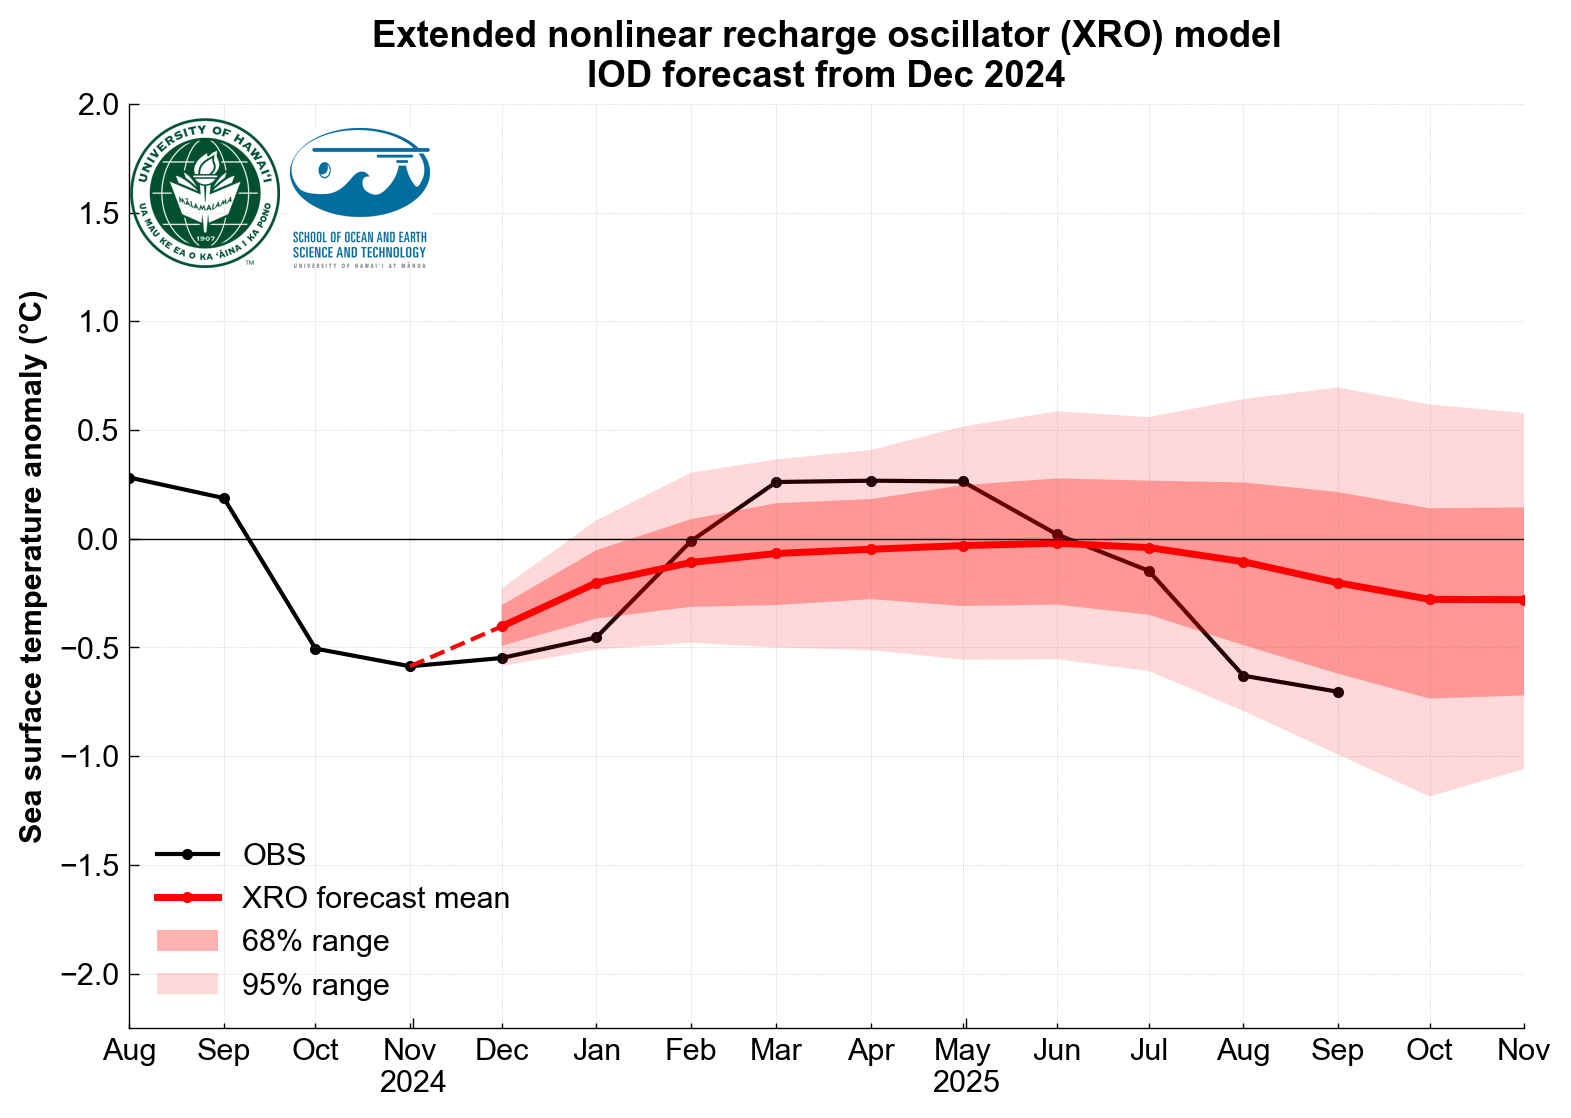 Extended nonlinear recharge oscillator (XRO) model
IOD forecast from Dec 2024
UNIVERSITY OF HAWAIʻI
MĀLAMALAMA
1907
UA MAU KE EA O KA ʻĀINA I KA PONO
TM
SCHOOL OF OCEAN AND EARTH
SCIENCE AND TECHNOLOGY
UNIVERSITY OF HAWAIʻI AT MĀNOA
Sea surface temperature anomaly (°C)
2.0
1.5
1.0
0.5
0.0
−0.5
−1.0
−1.5
−2.0
OBS
XRO forecast mean
68% range
95% range
Aug Sep Oct Nov Dec Jan Feb Mar Apr May Jun Jul Aug Sep Oct Nov
2024 2025